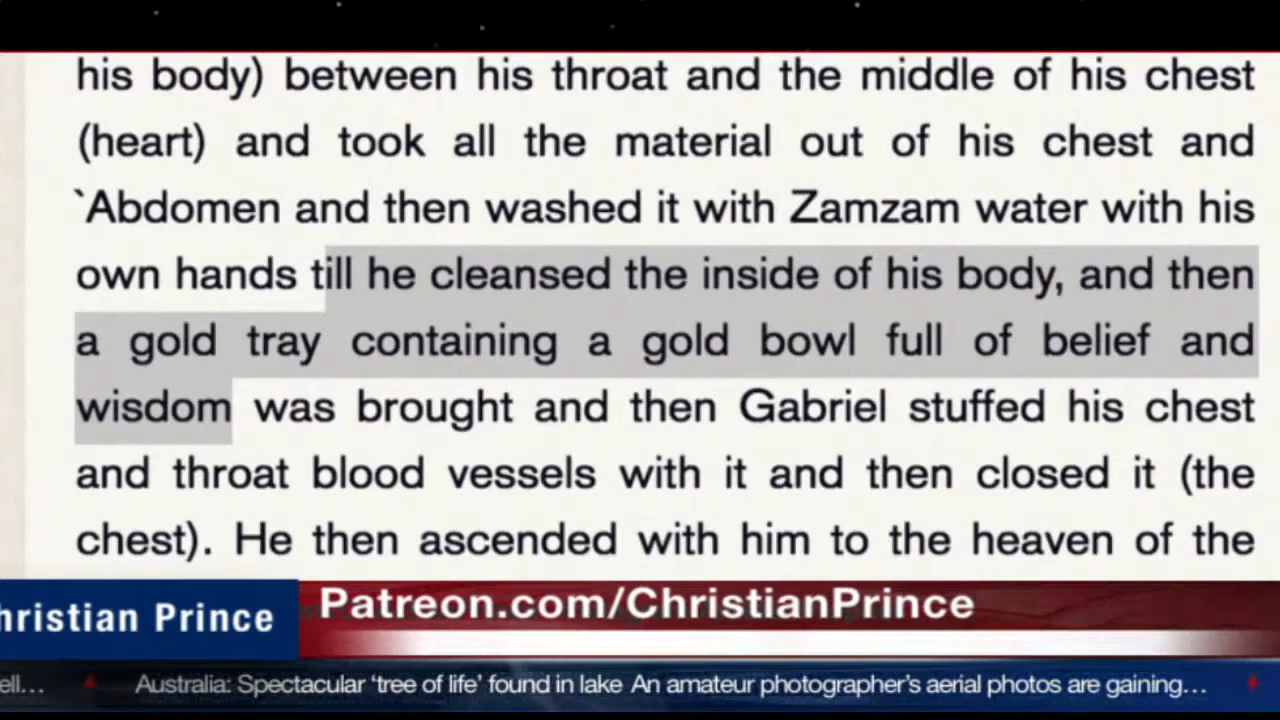 his body) between his throat and the middle of his chest
(heart) and took all the material out of his chest and
`Abdomen and then washed it with Zamzam water with his
own hands till he cleansed the inside of his body, and then
a gold tray containing a gold bowl full of belief and
wisdom was brought and then Gabriel stuffed his chest
and throat blood vessels with it and then closed it (the
chest). He then ascended with him to the heaven of the
hristian Prince
Patreon.com/ChristianPrince
ell... Australia: Spectacular ‘tree of life’ found in lake An amateur photographer’s aerial photos are gaining...